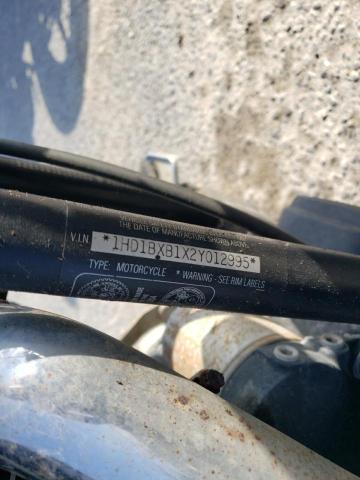 THE DATE OF MANUFACTURE SHOWN ABOVE.
V.I.N *1HD1BXB1X2Y012995*
TYPE: MOTORCYCLE *WARNING - SEE RIM LABELS